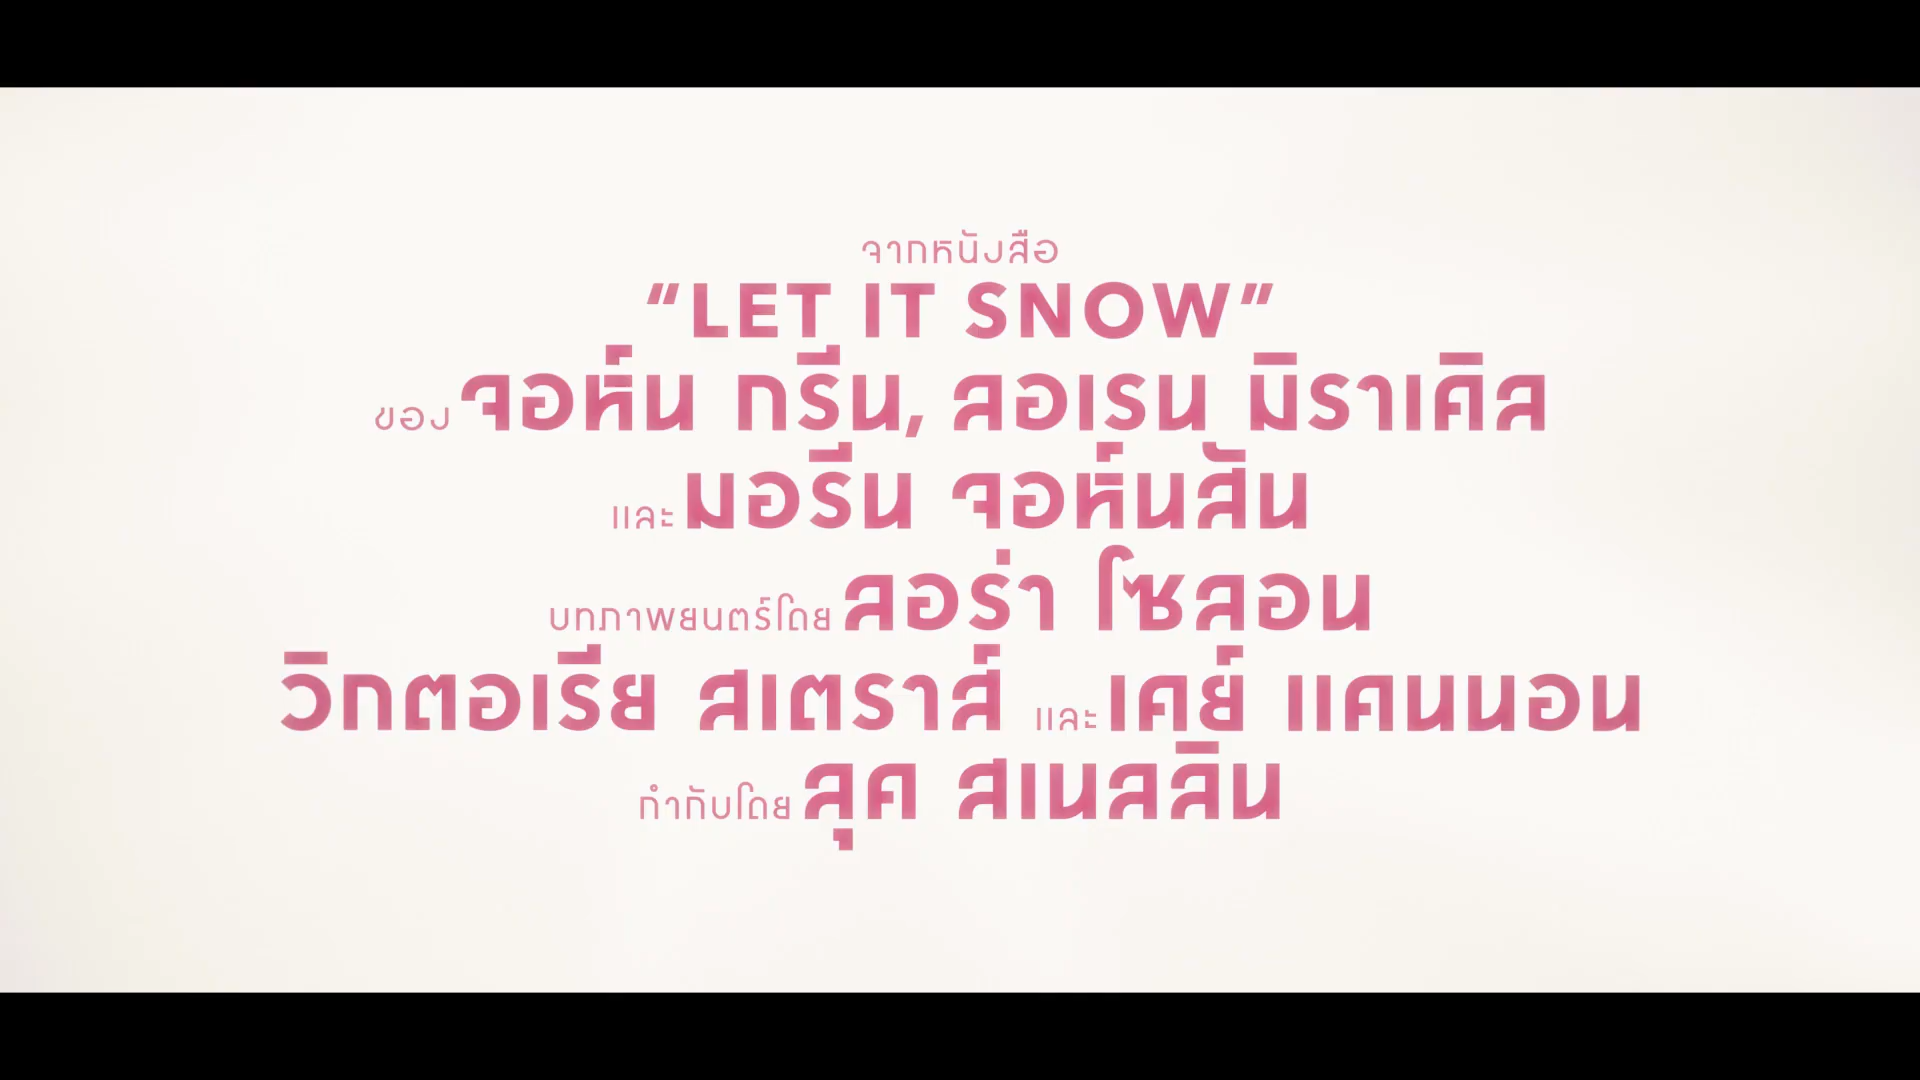 จากหนังสือ
“LET IT SNOW”
ของ จอห์น กรีน, ลอเรน มิราเคิล
และ มอรีน จอห์นสัน
บทภาพยนตร์โดย ลอร่า โซลอน
วิกตอเรีย สเตราส์ และ เคย์ แคนนอน
กำกับโดย ลุค สเนลลิน